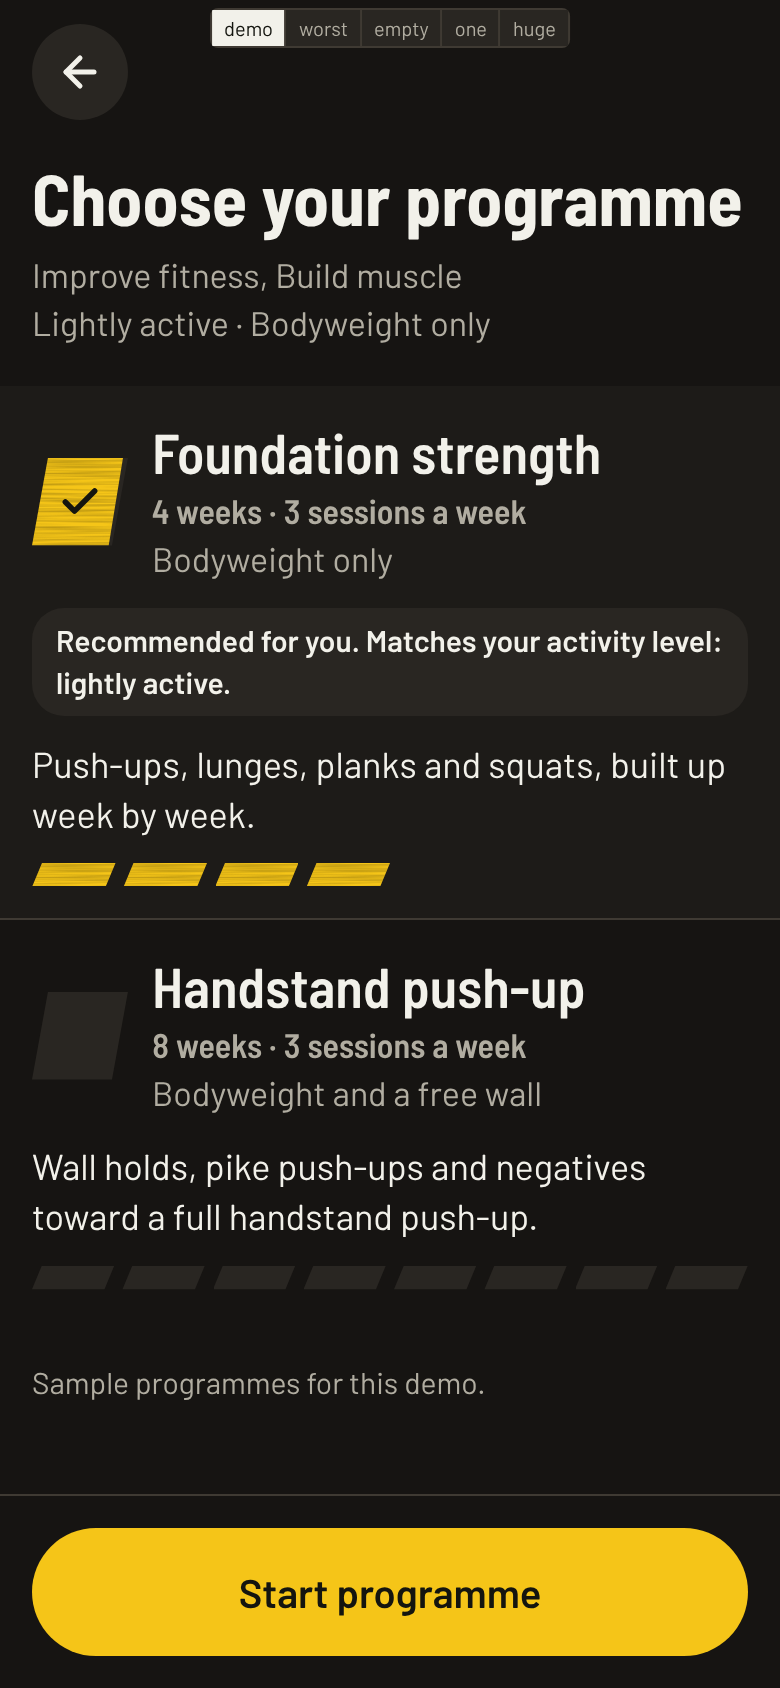 demo worst empty one huge
Choose your programme
Improve fitness, Build muscle
Lightly active · Bodyweight only
Foundation strength
4 weeks · 3 sessions a week
Bodyweight only
Recommended for you. Matches your activity level:
lightly active.
Push-ups, lunges, planks and squats, built up
week by week.
Handstand push-up
8 weeks · 3 sessions a week
Bodyweight and a free wall
Wall holds, pike push-ups and negatives
toward a full handstand push-up.
Sample programmes for this demo.
Start programme